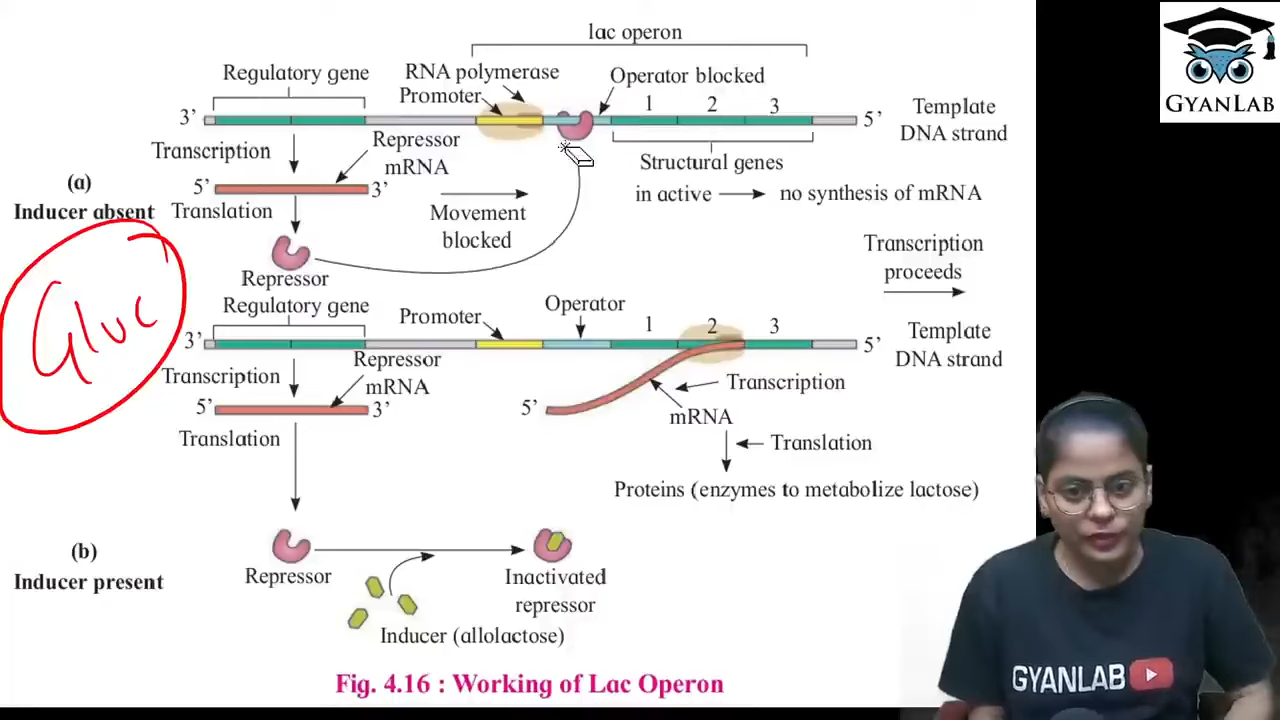 lac operon
Regulatory gene
RNA polymerase
Promoter
Operator blocked
3’
1 2 3
5’
Template
DNA strand
Transcription
Repressor
mRNA
Structural genes
(a)
Inducer absent
5’
3’
Translation
Movement
blocked
in active
no synthesis of mRNA
Repressor
Transcription
proceeds
Gluc
Regulatory gene
Promoter
Operator
3’
1 2 3
5’
Template
DNA strand
Repressor
mRNA
Transcription
5’
3’
5’
Transcription
mRNA
Translation
Translation
Proteins (enzymes to metabolize lactose)
(b)
Inducer present
Repressor
Inactivated
repressor
Inducer (allolactose)
Fig. 4.16 : Working of Lac Operon
GYANLAB
GYANLAB